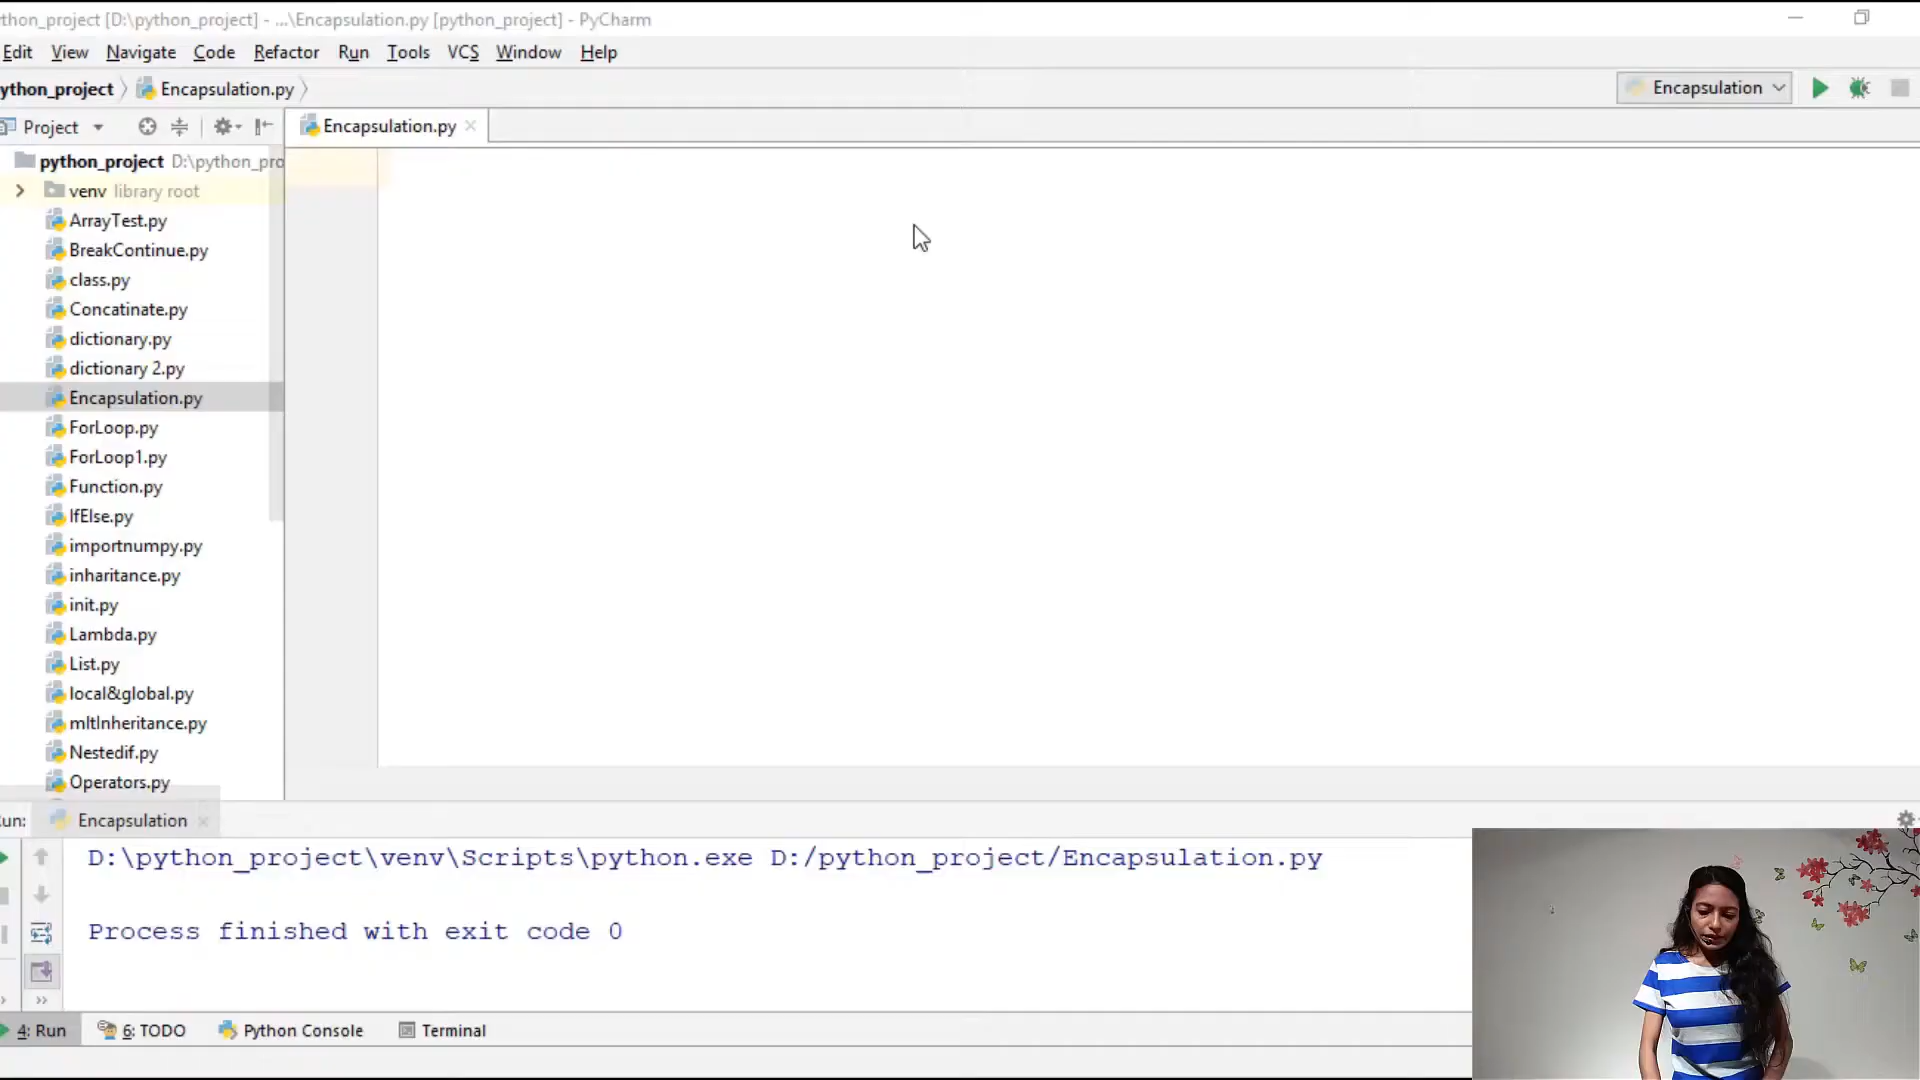 thon_project [D:\python_project] - ...\Encapsulation.py [python_project] - PyCharm
Edit View Navigate Code Refactor Run Tools VCS Window Help
ython_project Encapsulation.py Encapsulation
Project Encapsulation.py
python_project D:\python_pro
venv library root
ArrayTest.py
BreakContinue.py
class.py
Concatinate.py
dictionary.py
dictionary 2.py
Encapsulation.py
ForLoop.py
ForLoop1.py
Function.py
IfElse.py
importnumpy.py
inharitance.py
init.py
Lambda.py
List.py
local&global.py
mltInheritance.py
Nestedif.py
Operators.py
un: Encapsulation
D:\python_project\venv\Scripts\python.exe D:/python_project/Encapsulation.py
Process finished with exit code 0
4: Run 6: TODO Python Console Terminal